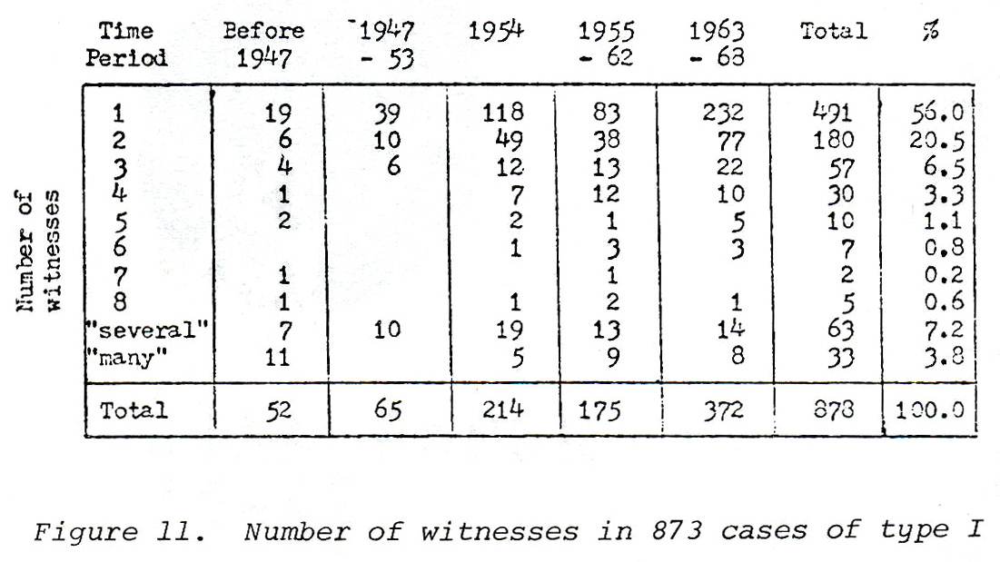 Time Before 1947 1954 1955 1963 Total %
Period 1947 - 53 - 62 - 68
1 19 39 118 83 232 491 56.0
2 6 10 49 38 77 180 20.5
3 4 6 12 13 22 57 6.5
4 1 7 12 10 30 3.3
5 2 2 1 5 10 1.1
6 1 3 3 7 0.8
7 1 1 2 0.2
8 1 1 2 1 5 0.6
"several" 7 10 19 13 14 63 7.2
"many" 11 5 9 8 33 3.8
Total 52 65 214 175 372 878 100.0
Number of
witnesses
Figure 11. Number of witnesses in 873 cases of type I